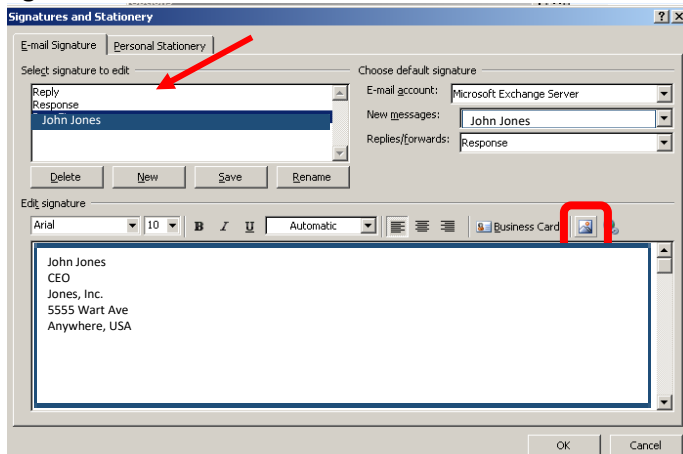 Signatures and Stationery
E-mail Signature Personal Stationery
Select signature to edit Choose default signature
Reply
Response
John Jones
E-mail account: Microsoft Exchange Server
New messages: John Jones
Replies/forwards: Response
Delete New Save Rename
Edit signature
Arial 10 B I U Automatic Business Card
John Jones
CEO
Jones, Inc.
5555 Wart Ave
Anywhere, USA
OK Cancel